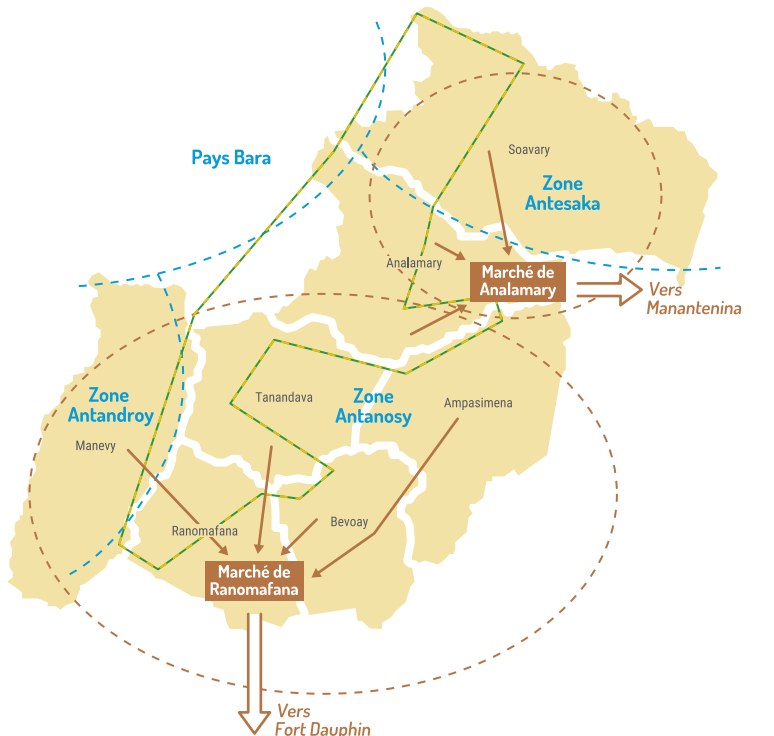 Pays Bara
Soavary
Zone
Antesaka
Analamary
Marché de
Analamary
Vers
Manantenina
Zone
Antandroy
Manevy
Tanandava
Zone
Antanosy
Ampasimena
Ranomafana
Bevoay
Marché de
Ranomafana
Vers
Fort Dauphin